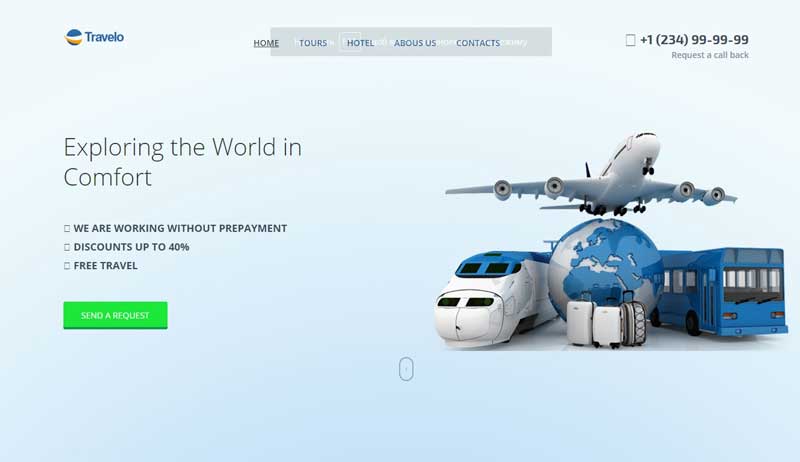 Travelo
HOME TOURS HOTEL ABOUS US CONTACTS
+1 (234) 99-99-99
Request a call back
Exploring the World in
Comfort
WE ARE WORKING WITHOUT PREPAYMENT
DISCOUNTS UP TO 40%
FREE TRAVEL
SEND A REQUEST